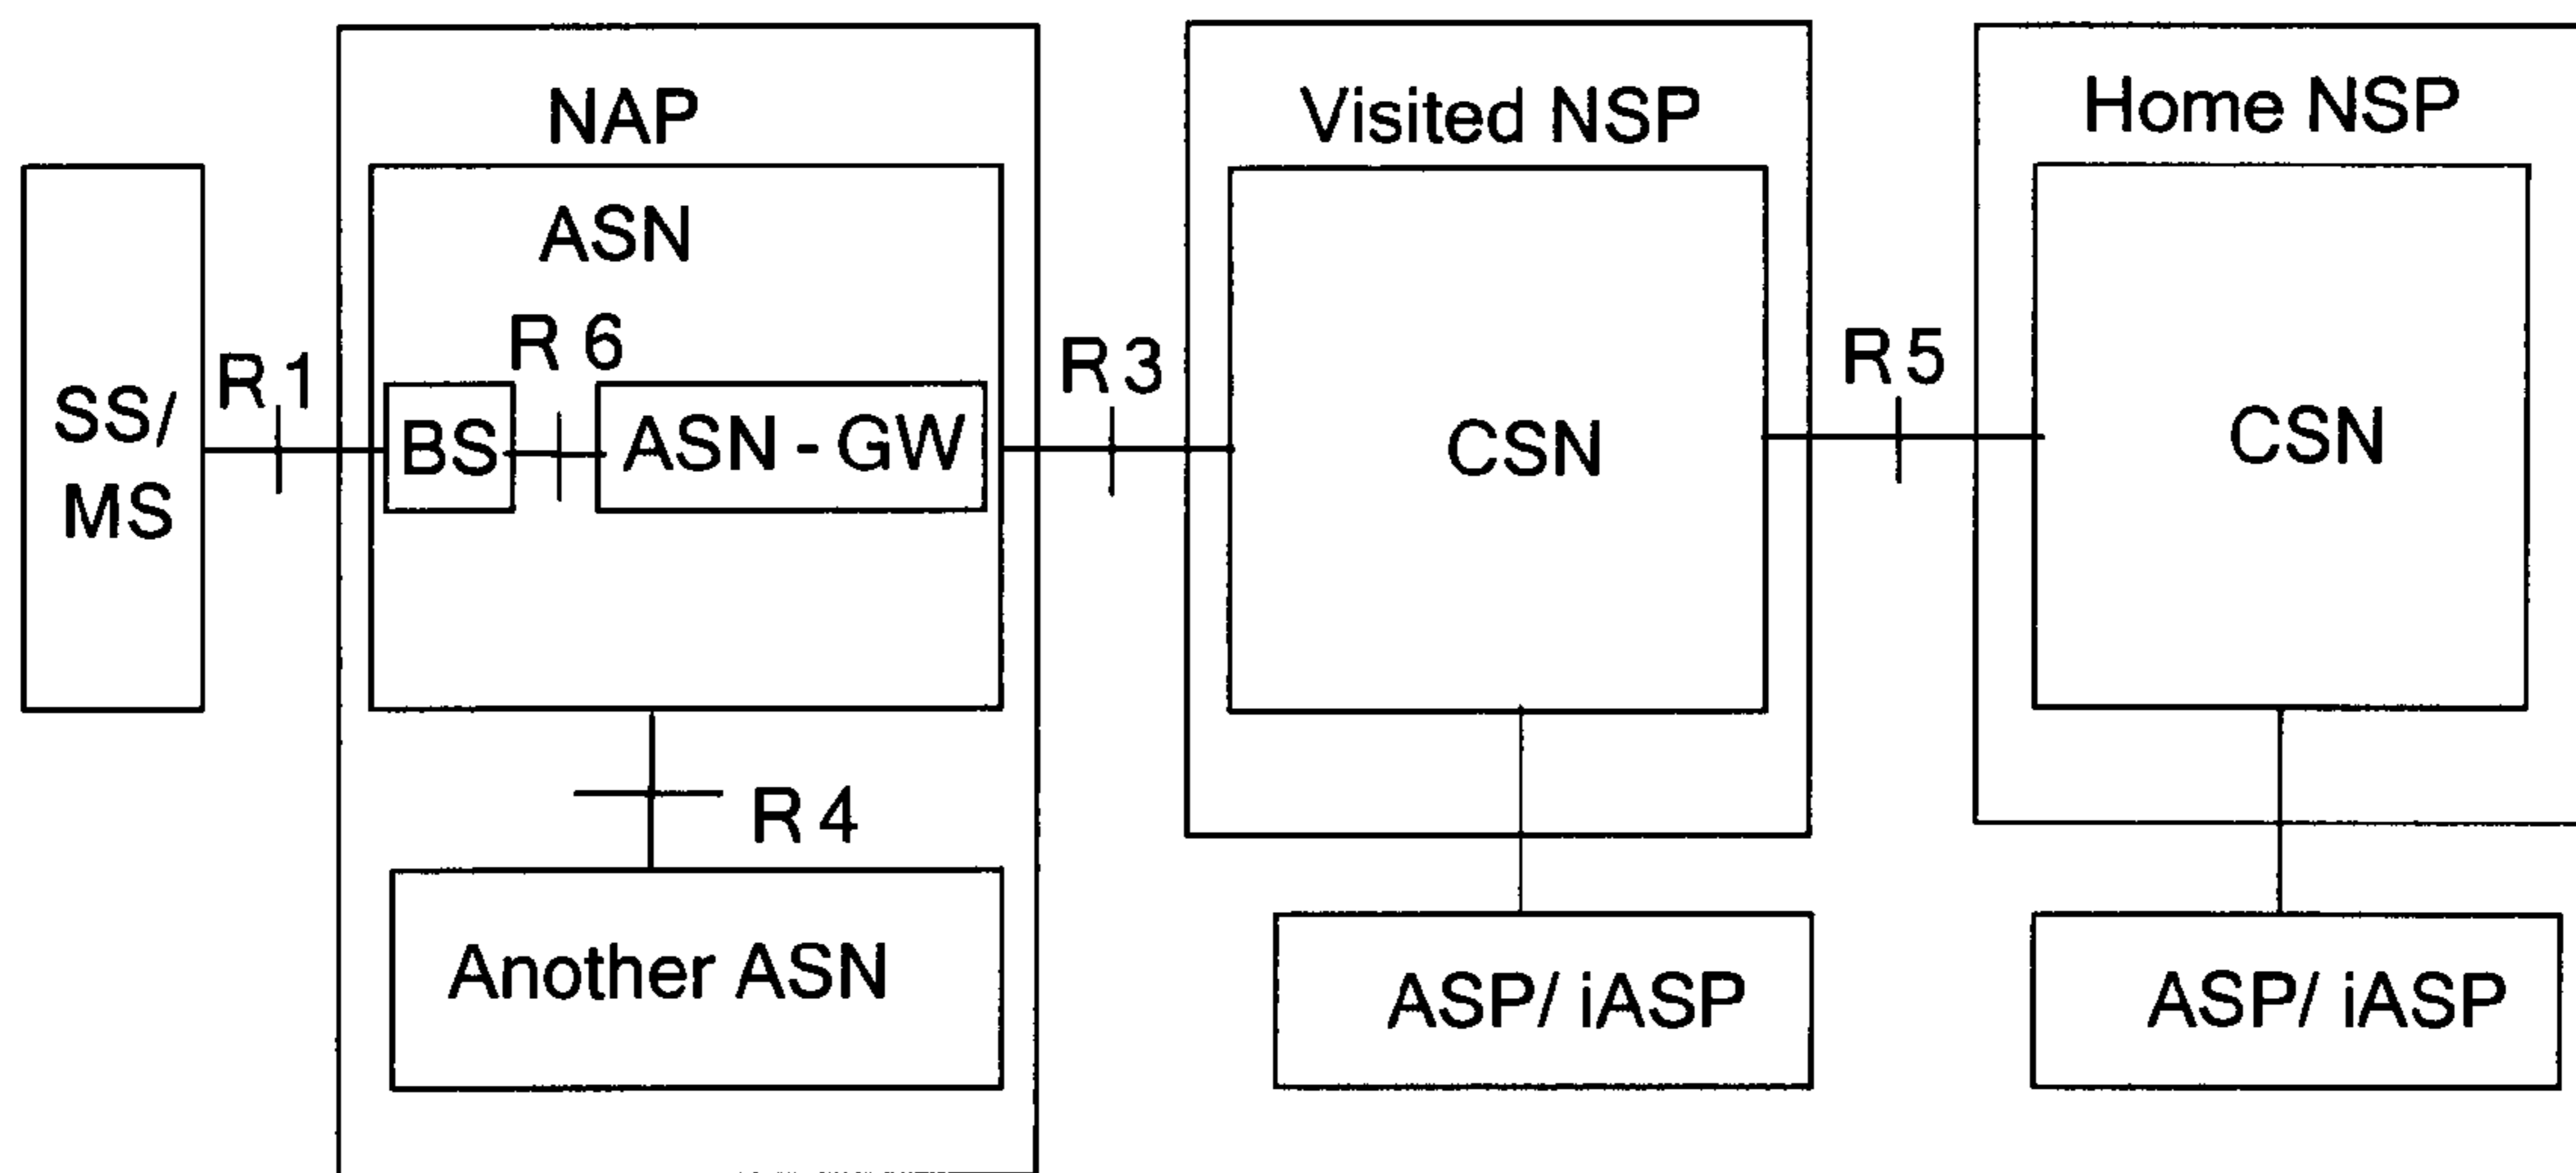 NAP
Visited NSP
Home NSP
ASN
SS/
MS
R1
R 6
BS
ASN - GW
R 3
CSN
R 5
CSN
R 4
Another ASN
ASP/ iASP
ASP/ iASP